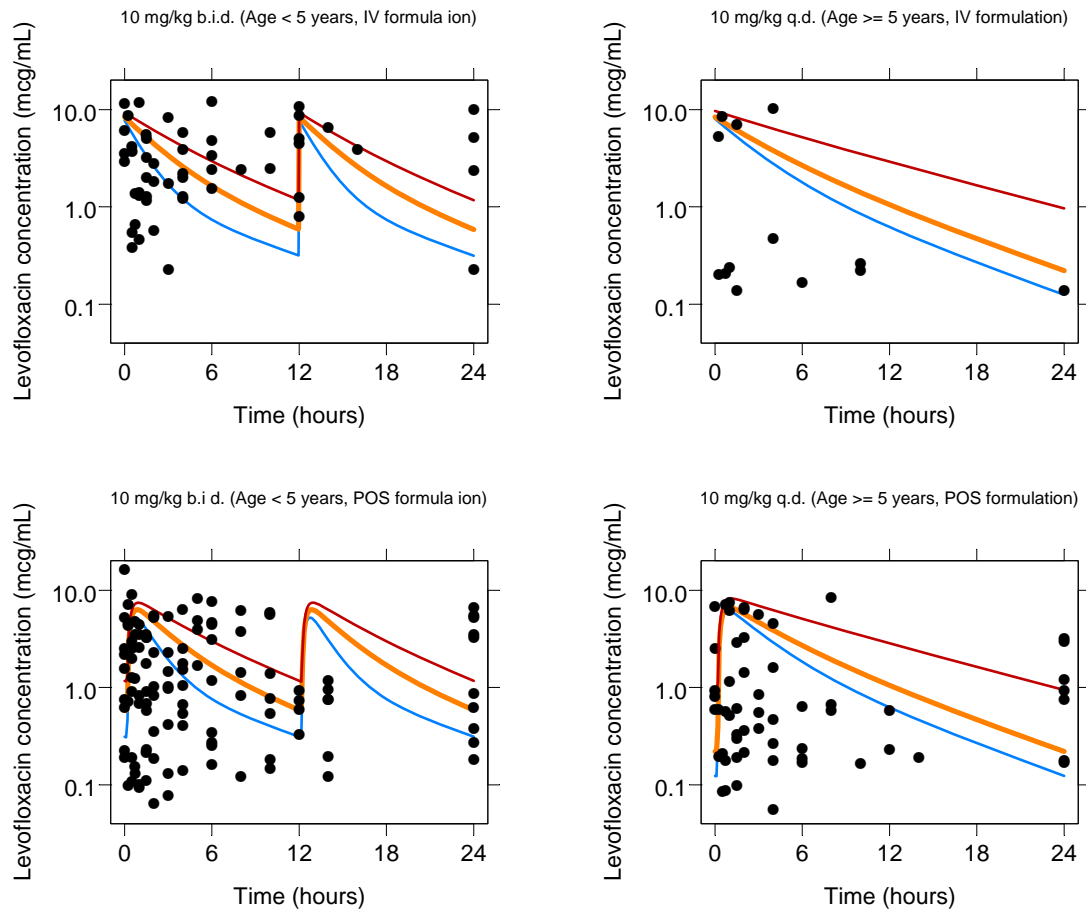 10 mg/kg b.i.d. (Age < 5 years, IV formula ion)
Levofloxacin concentration (mcg/mL)
10.0
1.0
0.1
0 6 12 18 24
Time (hours)
10 mg/kg q.d. (Age >= 5 years, IV formulation)
Levofloxacin concentration (mcg/mL)
10.0
1.0
0.1
0 6 12 18 24
Time (hours)
10 mg/kg b.i d. (Age < 5 years, POS formula ion)
Levofloxacin concentration (mcg/mL)
10.0
1.0
0.1
0 6 12 18 24
Time (hours)
10 mg/kg q.d. (Age >= 5 years, POS formulation)
Levofloxacin concentration (mcg/mL)
10.0
1.0
0.1
0 6 12 18 24
Time (hours)